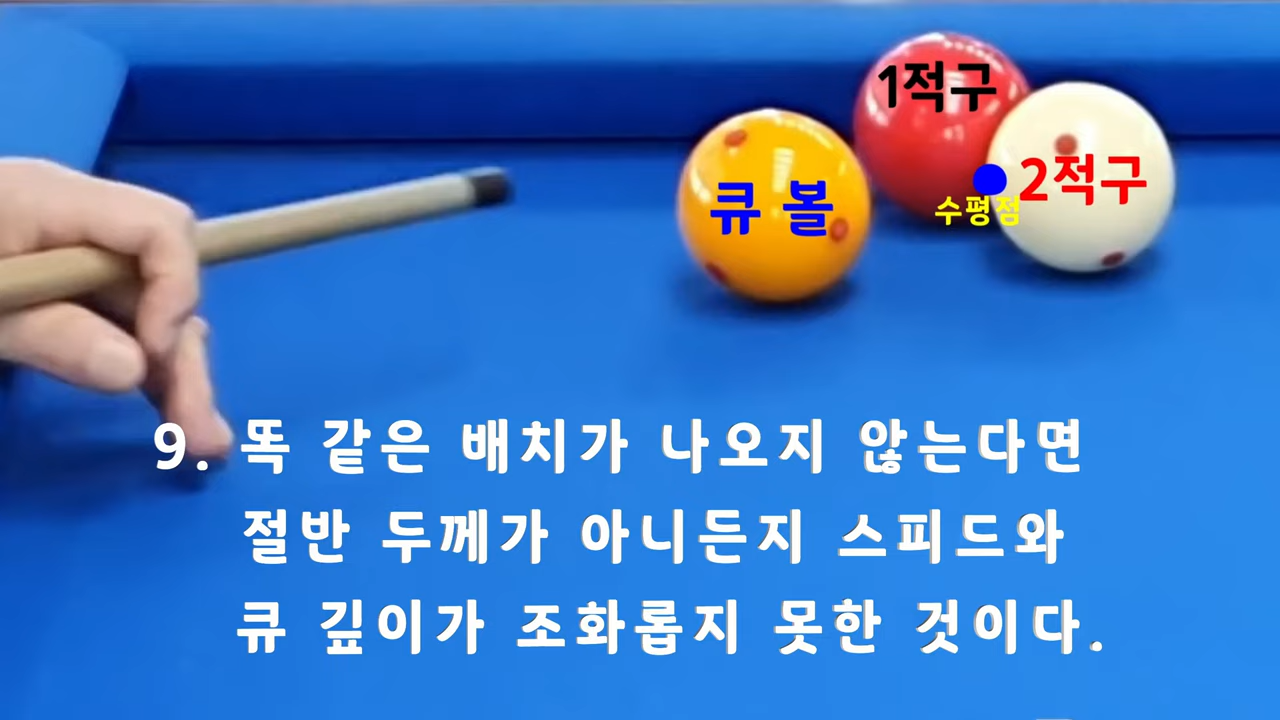 1적구
2적구
큐 볼
수평점
9. 똑 같은 배치가 나오지 않는다면
절반 두께가 아니든지 스피드와
큐 깊이가 조화롭지 못한 것이다.